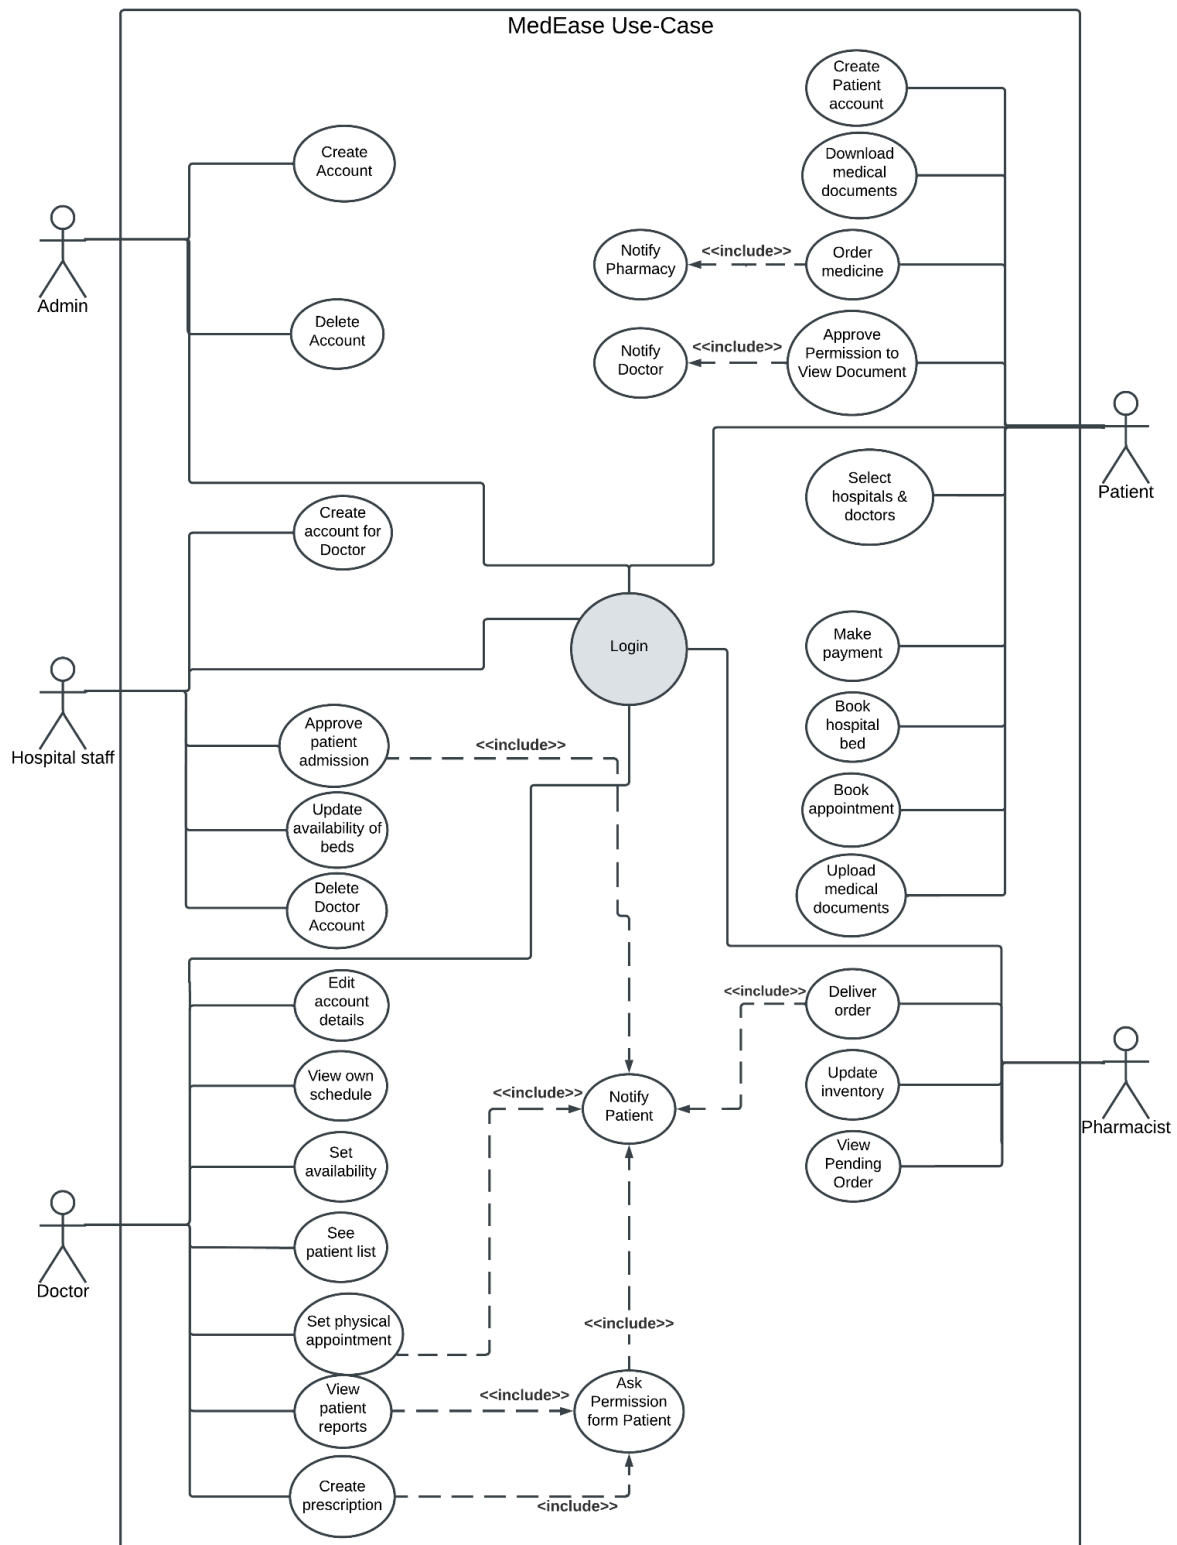 MedEase Use-Case
Create
Patient
account
Create
Account
Download
medical
documents
Admin
Notify
Pharmacy
<<include>>
Order
medicine
Delete
Account
Notify
Doctor
<<include>>
Approve
Permission to
View Document
Patient
Select
hospitals &
doctors
Create
account for
Doctor
Login
Make
payment
Hospital staff
Approve
patient
admission
<<include>>
Book
hospital
bed
Update
availability of
beds
Book
appointment
Delete
Doctor
Account
Upload
medical
documents
Edit
account
details
<<include>>
Deliver
order
View own
schedule
<<include>>
Notify
Patient
Update
inventory
Pharmacist
Set
availability
View
Pending
Order
See
patient list
Doctor
Set physical
appointment
<<include>>
View
patient
reports
<<include>>
Ask
Permission
form Patient
Create
prescription
<include>>